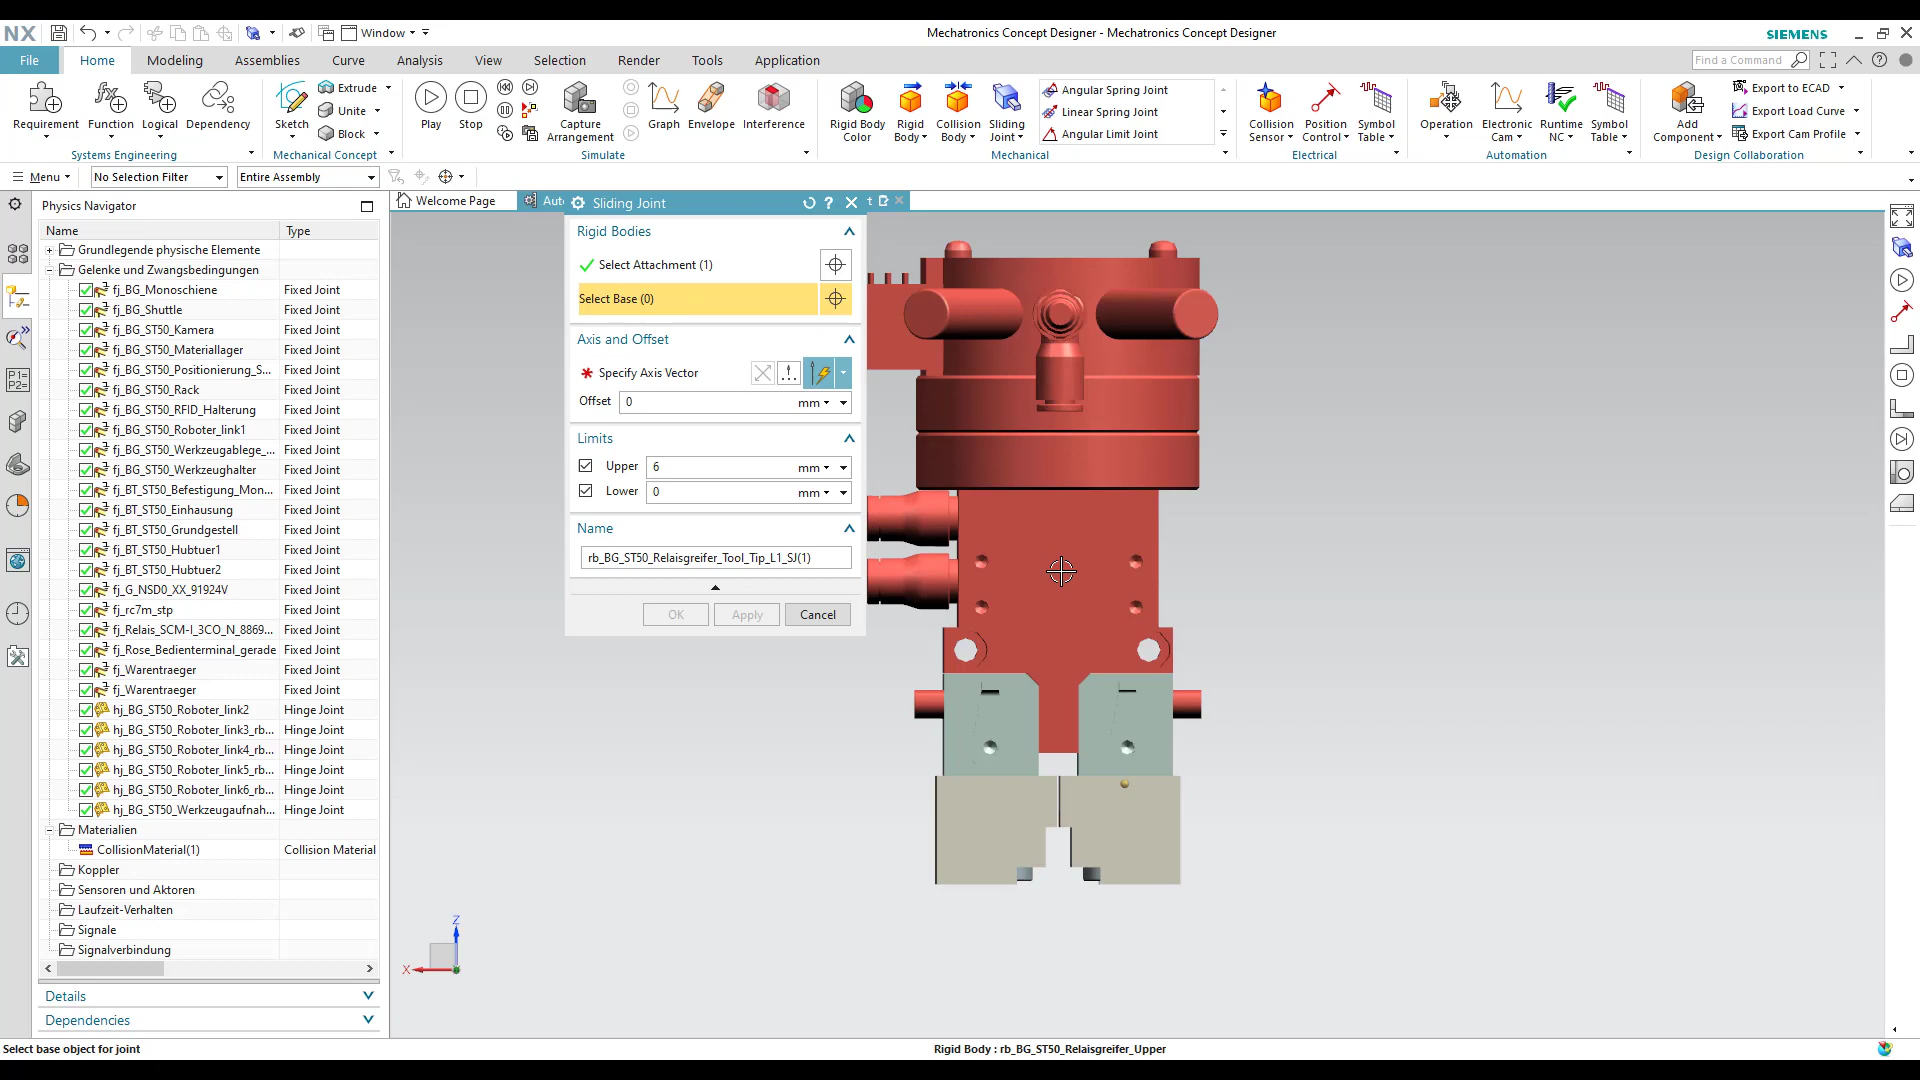 NX
Window
Mechatronics Concept Designer - Mechatronics Concept Designer
SIEMENS
File
Home
Modeling
Assemblies
Curve
Analysis
View
Selection
Render
Tools
Application
Find a Command
Requirement
Function
Logical
Dependency
Systems Engineering
Sketch
Extrude
Unite
Block
Mechanical Concept
Play
Stop
Capture Arrangement
Graph
Envelope
Interference
Simulate
Rigid Body Color
Rigid Body
Collision Body
Sliding Joint
Angular Spring Joint
Linear Spring Joint
Angular Limit Joint
Mechanical
Collision Sensor
Position Control
Symbol Table
Electrical
Operation
Electronic Cam
Runtime NC
Symbol Table
Automation
Add Component
Export to ECAD
Export Load Curve
Export Cam Profile
Design Collaboration
Menu
No Selection Filter
Entire Assembly
Physics Navigator
Name Type
Grundlegende physische Elemente
Gelenke und Zwangsbedingungen
fj_BG_Monoschiene Fixed Joint
fj_BG_Shuttle Fixed Joint
fj_BG_ST50_Kamera Fixed Joint
fj_BG_ST50_Materiallager Fixed Joint
fj_BG_ST50_Positionierung_S... Fixed Joint
fj_BG_ST50_Rack Fixed Joint
fj_BG_ST50_RFID_Halterung Fixed Joint
fj_BG_ST50_Roboter_link1 Fixed Joint
fj_BG_ST50_Werkzeugablege_... Fixed Joint
fj_BG_ST50_Werkzeughalter Fixed Joint
fj_BT_ST50_Befestigung_Mon... Fixed Joint
fj_BT_ST50_Einhausung Fixed Joint
fj_BT_ST50_Grundgestell Fixed Joint
fj_BT_ST50_Hubtuer1 Fixed Joint
fj_BT_ST50_Hubtuer2 Fixed Joint
fj_G_NSD0_XX_91924V Fixed Joint
fj_rc7m_stp Fixed Joint
fj_Relais_SCM-I_3CO_N_8869... Fixed Joint
fj_Rose_Bedienterminal_gerade Fixed Joint
fj_Warentraeger Fixed Joint
fj_Warentraeger Fixed Joint
hj_BG_ST50_Roboter_link2 Hinge Joint
hj_BG_ST50_Roboter_link3_rb... Hinge Joint
hj_BG_ST50_Roboter_link4_rb... Hinge Joint
hj_BG_ST50_Roboter_link5_rb... Hinge Joint
hj_BG_ST50_Roboter_link6_rb... Hinge Joint
hj_BG_ST50_Werkzeugaufnah... Hinge Joint
Materialien
CollisionMaterial(1) Collision Material
Koppler
Sensoren und Aktoren
Laufzeit-Verhalten
Signale
Signalverbindung
Details
Dependencies
Welcome Page
Aut
t
Sliding Joint
Rigid Bodies
Select Attachment (1)
Select Base (0)
Axis and Offset
* Specify Axis Vector
Offset 0 mm
Limits
Upper 6 mm
Lower 0 mm
Name
rb_BG_ST50_Relaisgreifer_Tool_Tip_L1_SJ(1)
OK
Apply
Cancel
Z
X
Select base object for joint
Rigid Body : rb_BG_ST50_Relaisgreifer_Upper